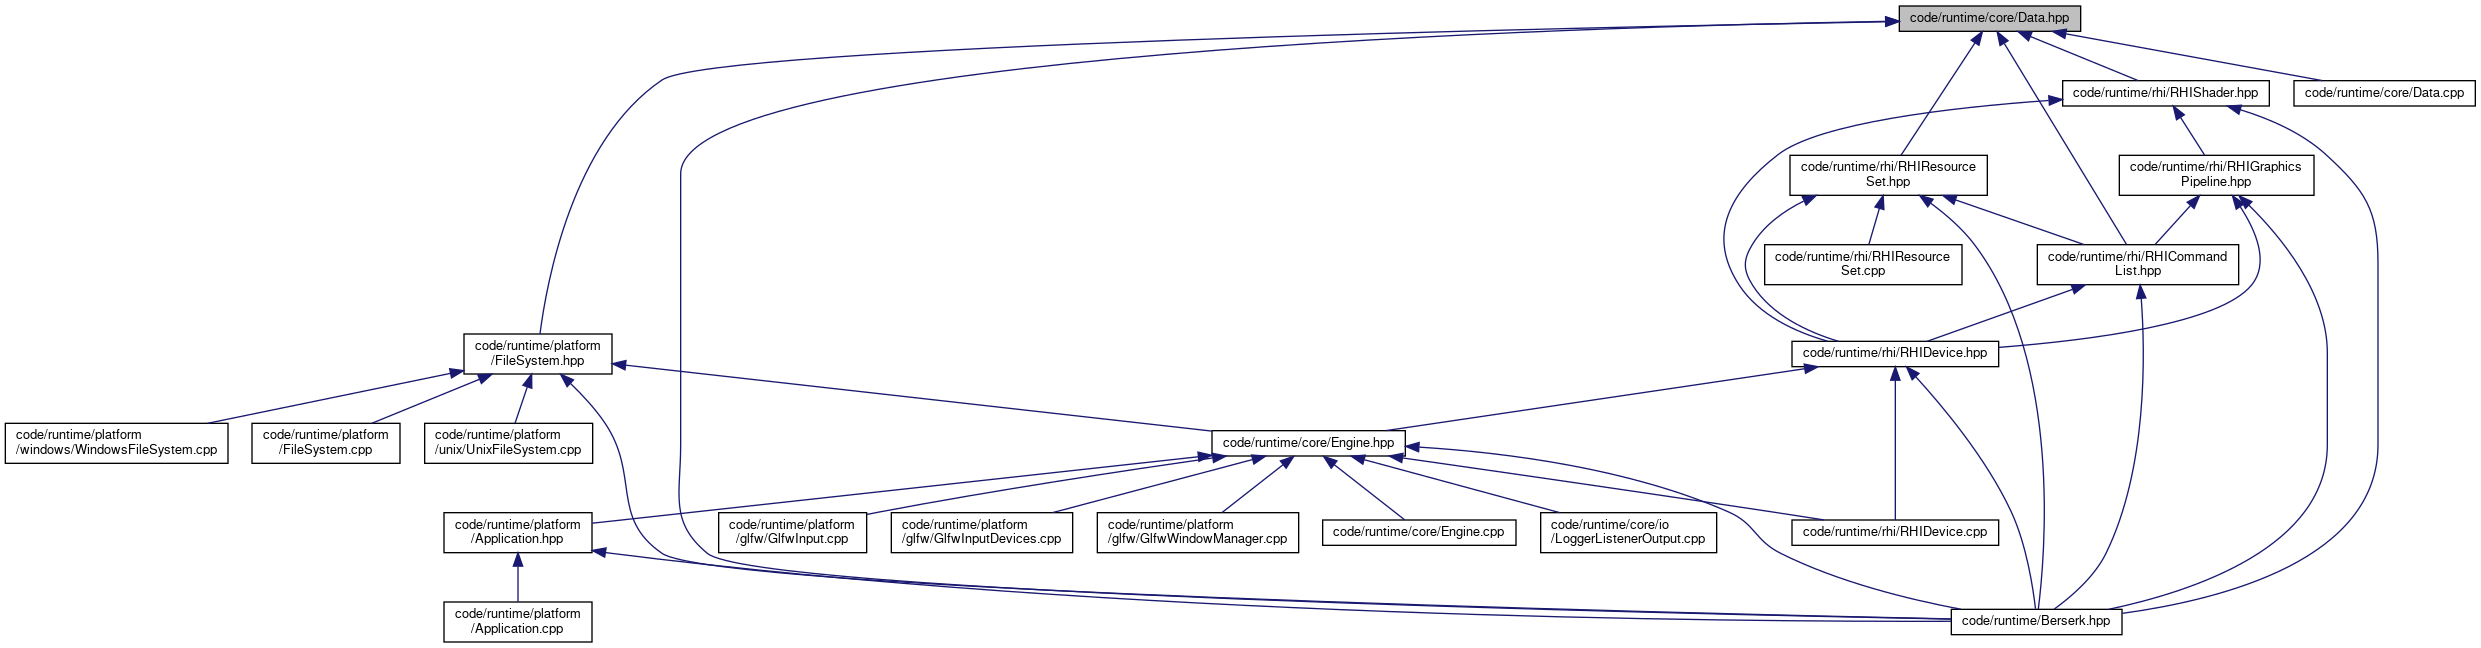 code/runtime/core/Data.hpp
code/runtime/rhi/RHIShader.hpp
code/runtime/core/Data.cpp
code/runtime/rhi/RHIResource
Set.hpp
code/runtime/rhi/RHIGraphics
Pipeline.hpp
code/runtime/rhi/RHIResource
Set.cpp
code/runtime/rhi/RHICommand
List.hpp
code/runtime/platform
/FileSystem.hpp
code/runtime/rhi/RHIDevice.hpp
code/runtime/platform
/windows/WindowsFileSystem.cpp
code/runtime/platform
/FileSystem.cpp
code/runtime/platform
/unix/UnixFileSystem.cpp
code/runtime/core/Engine.hpp
code/runtime/platform
/Application.hpp
code/runtime/platform
/glfw/GlfwInput.cpp
code/runtime/platform
/glfw/GlfwInputDevices.cpp
code/runtime/platform
/glfw/GlfwWindowManager.cpp
code/runtime/core/Engine.cpp
code/runtime/core/io
/LoggerListenerOutput.cpp
code/runtime/rhi/RHIDevice.cpp
code/runtime/platform
/Application.cpp
code/runtime/Berserk.hpp